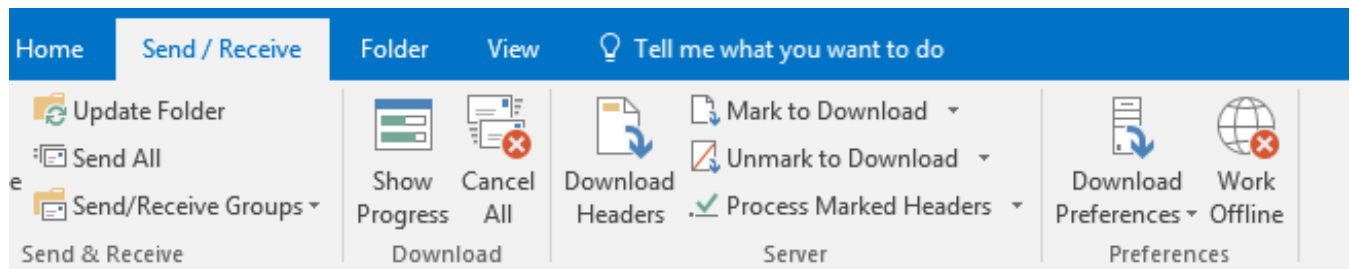 Home Send / Receive Folder View Tell me what you want to do
Update Folder
Send All
e Send/Receive Groups
Send & Receive
Show
Progress
Cancel
All
Download
Download
Headers
Mark to Download
Unmark to Download
Process Marked Headers
Server
Download
Preferences
Work
Offline
Preferences